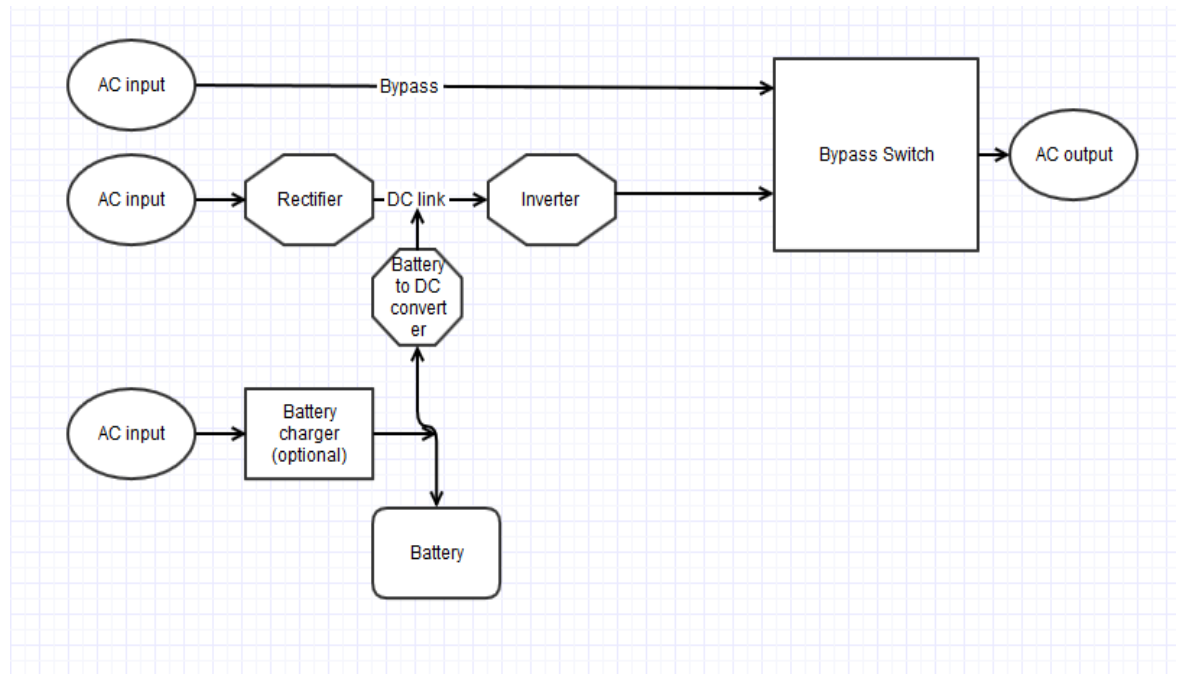 AC input
Bypass
Bypass Switch
AC output
AC input
Rectifier
DC link
Inverter
Battery
to DC
convert
er
AC input
Battery
charger
(optional)
Battery